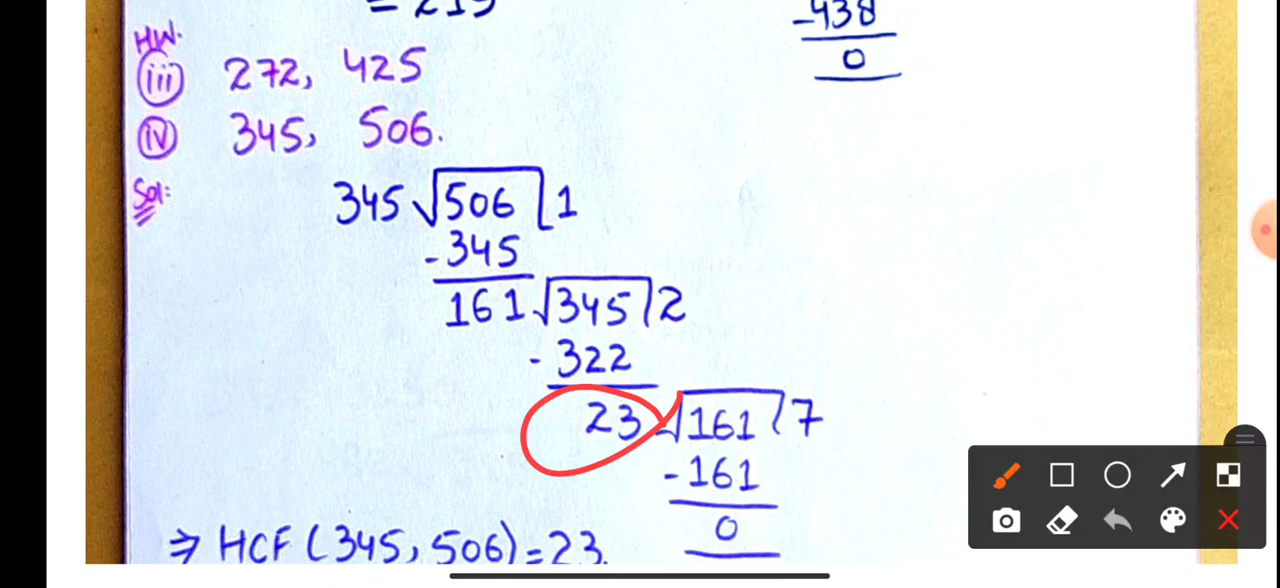 = 219
-438
0
HW.
(iii) 272, 425
(iv) 345, 506.
Sol:
345 √506 1
-345
161 √345 2
-322
23 √161 7
-161
0
⇒ HCF (345, 506) = 23.